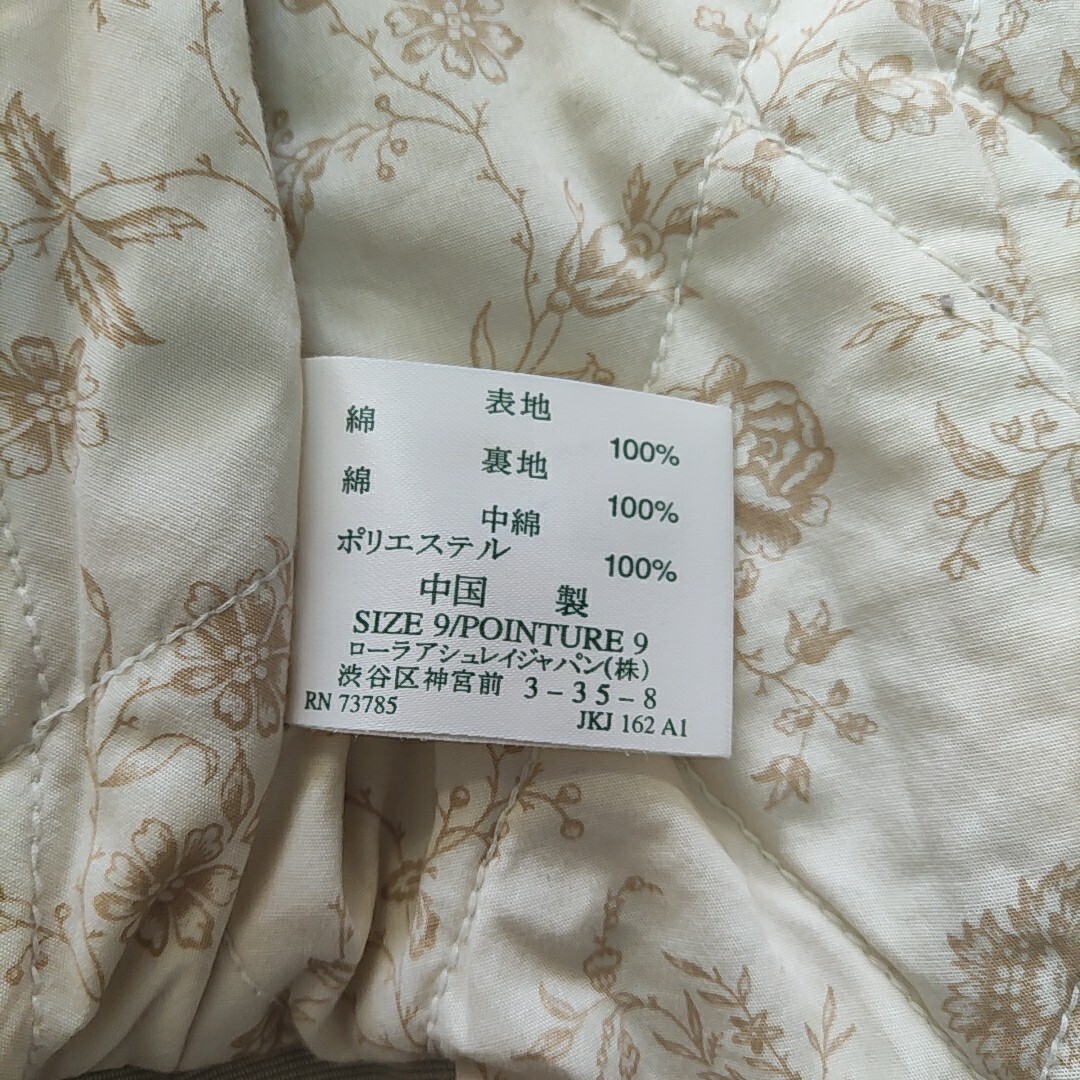 表地
綿 100%
裏地
綿 100%
中綿
ポリエステル 100%
中国 製
SIZE 9/POINTURE 9
ローラアシュレイジャパン(株)
渋谷区神宮前 3-35-8
RN 73785 JKJ 162 A1